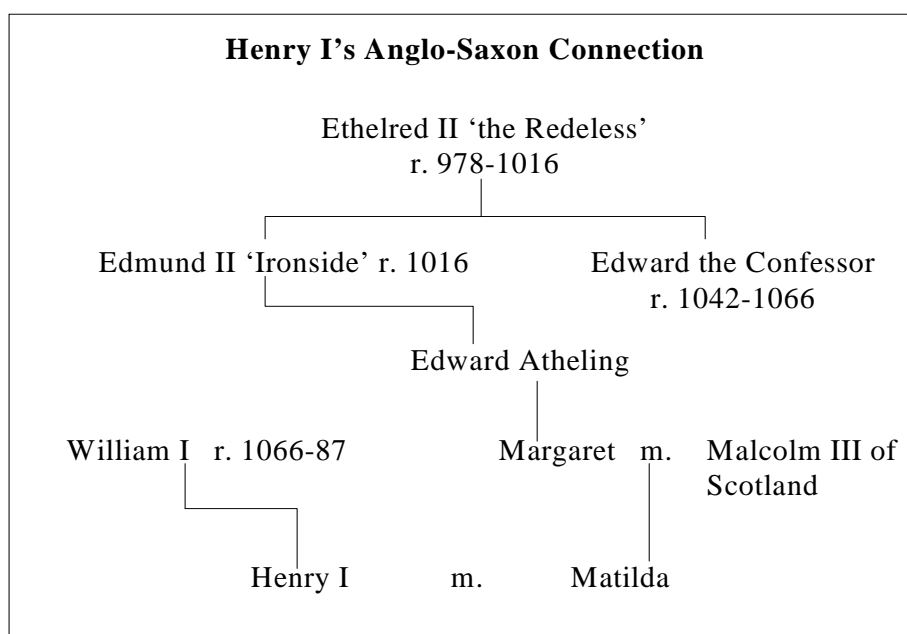 Henry I’s Anglo-Saxon Connection
Ethelred II ‘the Redeless’
r. 978-1016
Edmund II ‘Ironside’ r. 1016
Edward the Confessor
r. 1042-1066
Edward Atheling
William I r. 1066-87
Margaret m. Malcolm III of
Scotland
Henry I m. Matilda